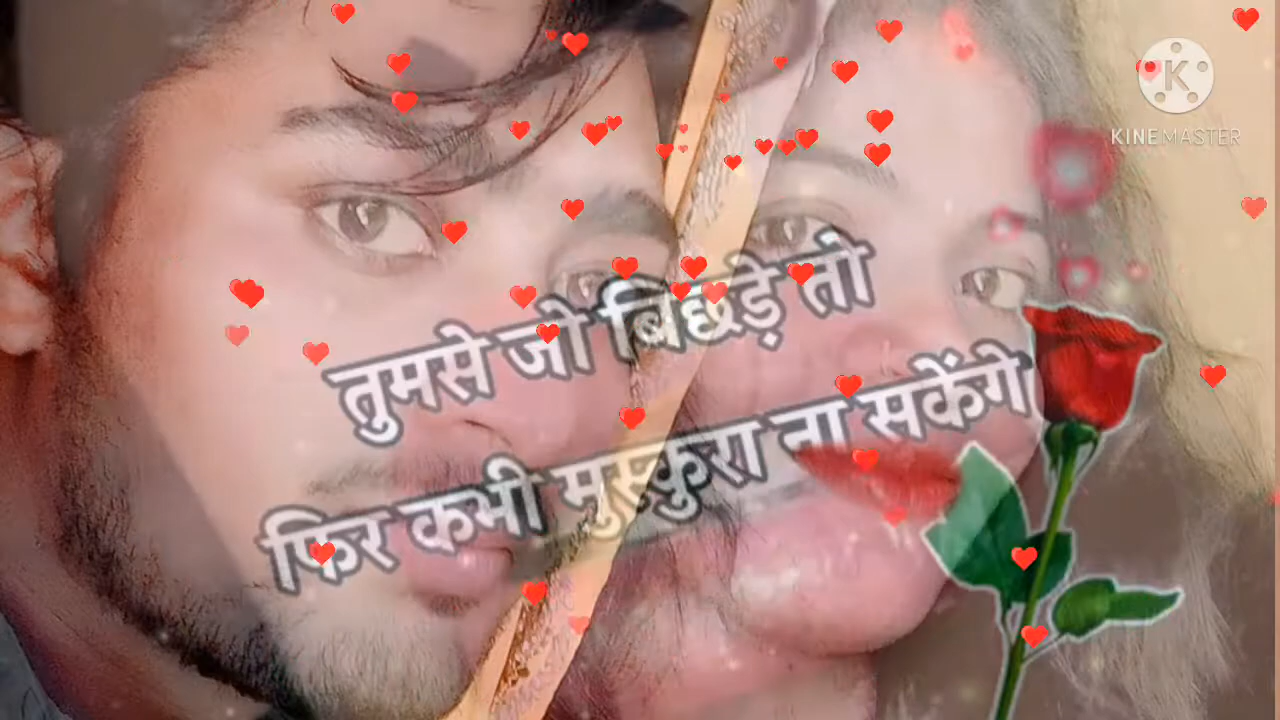 तुमसे जो बिछड़े तो
फिर कभी मुस्कुरा ना सकेंगे
KINEMASTER